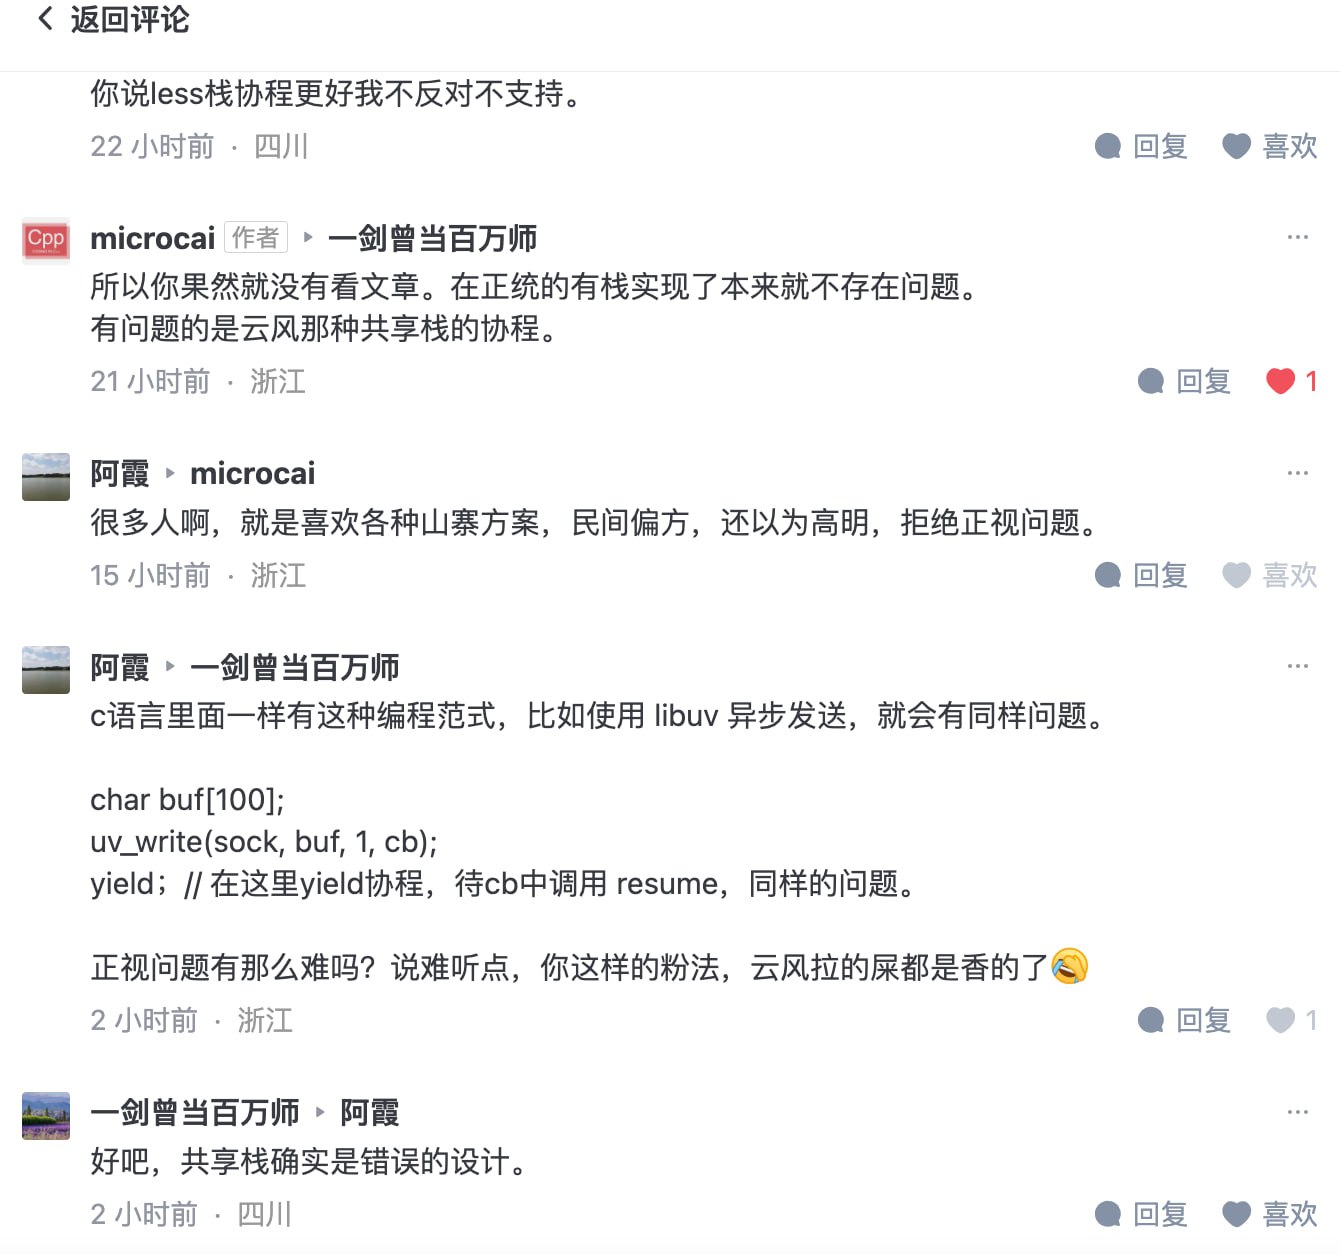 返回评论
你说less栈协程更好我不反对不支持。
22 小时前 · 四川
回复 喜欢
Cpp
microcai 作者 ▸ 一剑曾当百万师
所以你果然就没有看文章。在正统的有栈实现了本来就不存在问题。
有问题的是云风那种共享栈的协程。
21 小时前 · 浙江
回复 1
阿霞 ▸ microcai
很多人啊，就是喜欢各种山寨方案，民间偏方，还以为高明，拒绝正视问题。
15 小时前 · 浙江
回复 喜欢
阿霞 ▸ 一剑曾当百万师
c语言里面一样有这种编程范式，比如使用 libuv 异步发送，就会有同样问题。
char buf[100];
uv_write(sock, buf, 1, cb);
yield；// 在这里yield协程，待cb中调用 resume，同样的问题。
正视问题有那么难吗？说难听点，你这样的粉法，云风拉的屎都是香的了🤣
2 小时前 · 浙江
回复 1
一剑曾当百万师 ▸ 阿霞
好吧，共享栈确实是错误的设计。
2 小时前 · 四川
回复 喜欢